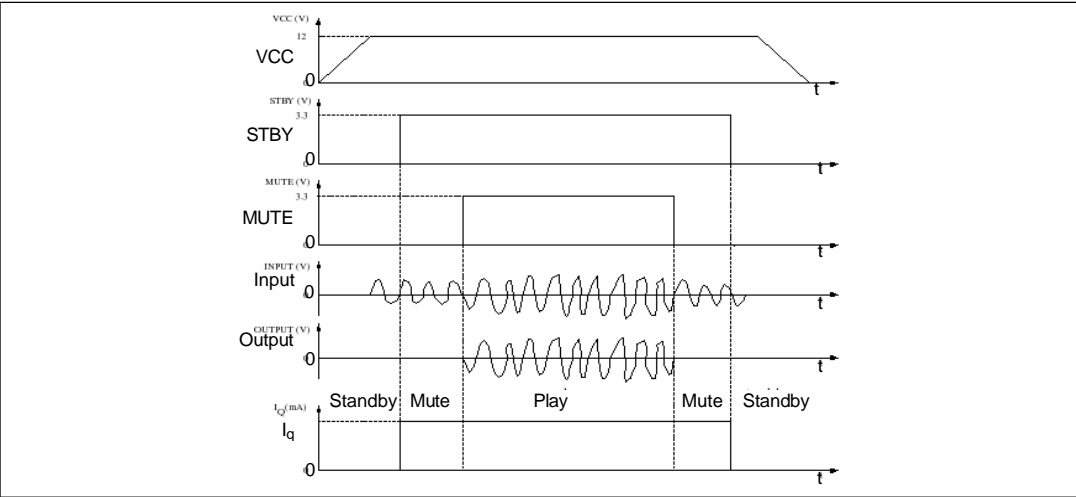 VCC (V)
12
VCC
0
t
STBY (V)
3.3
STBY
0
t
MUTE (V)
3.3
MUTE
0
t
INPUT (V)
Input
0
t
OUTPUT (V)
Output
0
t
Standby Mute Play Mute Standby
IQ(mA)
Iq
0
t